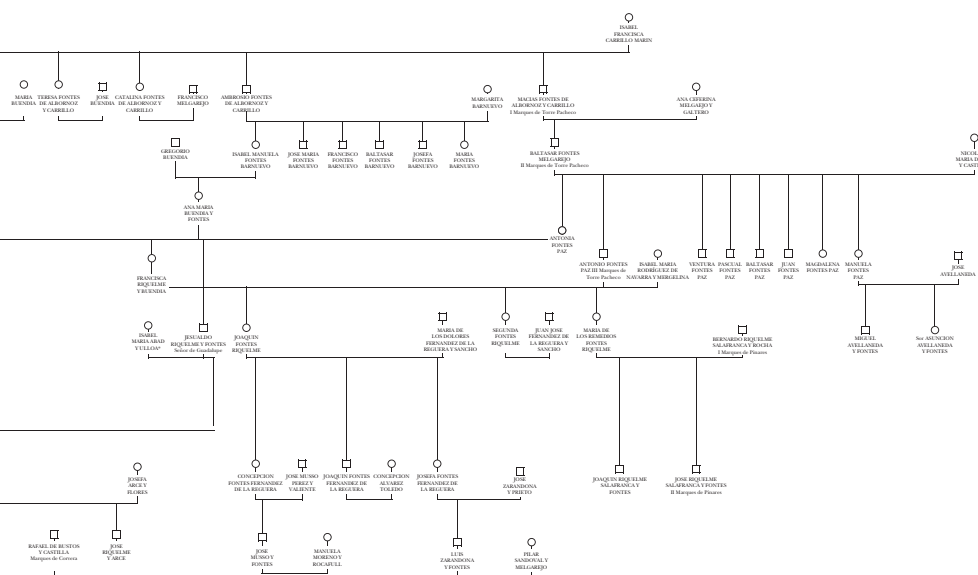 ISABEL
FRANCISCA
CARRILLO MARIN
MARIA
BUENDIA
TERESA FONTES
DE ALBORNOZ
Y CARRILLO
JOSE
BUENDIA
CATALINA FONTES
DE ALBORNOZ Y
CARRILLO
FRANCISCO
MELGAREJO
AMBROSIO FONTES
DE ALBORNOZ Y
CARRILLO
MARGARITA
BARNUEVO
MACIAS FONTES DE
ALBORNOZ Y CARRILLO
I Marques de Torre Pacheco
ANA CEFERINA
MELGAEJO Y
GALTERO
GREGORIO
BUENDIA
ISABEL MANUELA
FONTES
BARNUEVO
JOSE MARIA
FONTES
BARNUEVO
FRANCISCO
FONTES
BARNUEVO
BALTASAR
FONTES
BARNUEVO
JOSEFA
FONTES
BARNUEVO
MARIA
FONTES
BARNUEVO
BALTASAR FONTES
MELGAREJO
II Marques de Torre Pacheco
NICOL
MARIA D
Y CAST
ANA MARIA
BUENDIA Y
FONTES
ANTONIA
FONTES
PAZ
FRANCISCA
RIQUELME
Y BUENDIA
ANTONIO FONTES
PAZ III Marques de
Torre Pacheco
ISABEL MARIA
RODRÍGUEZ DE
NAVARRA Y MERGELINA
VENTURA
FONTES
PAZ
PASCUAL
FONTES
PAZ
BALTASAR
FONTES
PAZ
JUAN
FONTES
PAZ
MAGDALENA
FONTES PAZ
MANUELA
FONTES
PAZ
JOSE
AVELLANEDA
ISABEL
MARIA ABAD
Y ULLOA*
JESUALDO
RIQUELME Y FONTES
Señor de Guadalupe
JOAQUIN
FONTES
RIQUELME
MARIA DE
LOS DOLORES
FERNANDEZ DE LA
REGUERA Y SANCHO
SEGUNDA
FONTES
RIQUELME
JUAN JOSE
FERNANDEZ DE
LA REGUERA Y
SANCHO
MARIA DE
LOS REMEDIOS
FONTES
RIQUELME
BERNARDO RIQUELME
SALAFRANCA Y ROCHA
I Marques de Pinares
MIGUEL
AVELLANEDA
Y FONTES
Sor ASUNCION
AVELLANEDA
Y FONTES
JOSEFA
ARCE Y
FLORES
CONCEPCION
FONTES.FERNANDEZ
DE LA REGUERA
JOSE MUSSO
PEREZ Y
VALIENTE
JOAQUIN FONTES
FERNANDEZ DE
LA REGUERA
CONCEPCION
ALVAREZ
TOLEDO
JOSEFA FONTES
FERNANDEZ DE
LA REGUERA
JOSE
ZARANDONA
Y PRIETO
JOAQUIN RIQUELME
SALAFRANCA Y
FONTES
JOSE RIQUELME
SALAFRANCA Y FONTES
II Marques de Pinares
RAFAEL DE BUSTOS
Y CASTILLA
Marques de Corvera
JOSE
RIQUELME
Y ARCE
JOSE
MUSSO Y
FONTES
MANUELA
MORENO Y
ROCAFULL
LUIS
ZARANDONA
Y FONTES
PILAR
SANDOVAL Y
MELGAREJO